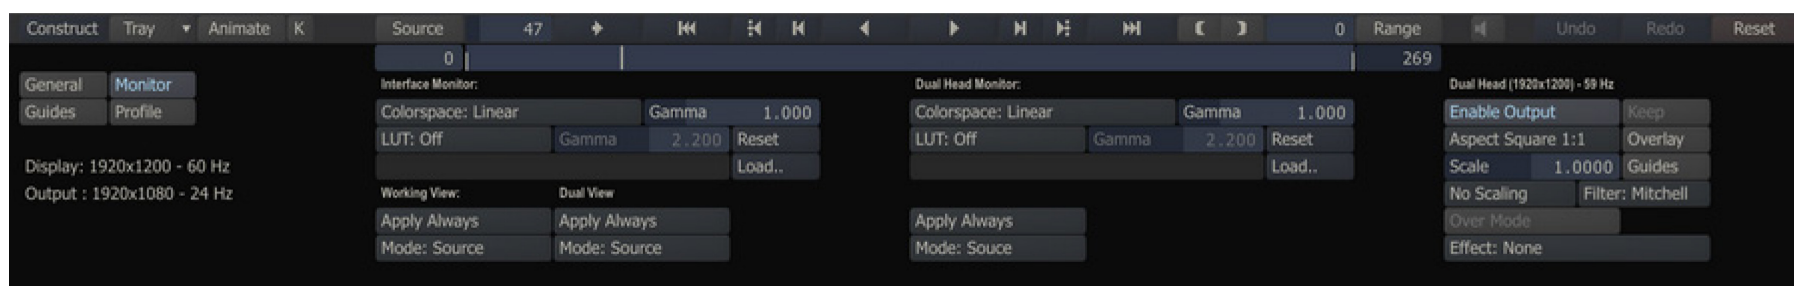 Construct Tray Animate K Source 47 0 Range Undo Redo Reset
0 269
General Monitor Interface Monitor: Dual Head Monitor: Dual Head (1920x1200) - 59 Hz
Guides Profile Colorspace: Linear Gamma 1.000 Colorspace: Linear Gamma 1.000 Enable Output Keep
LUT: Off Gamma 2.200 Reset LUT: Off Gamma 2.200 Reset Aspect Square 1:1 Overlay
Display: 1920x1200 - 60 Hz Load.. Load.. Scale 1.0000 Guides
Output : 1920x1080 - 24 Hz Working View: Dual View No Scaling Filter: Mitchell
Apply Always Apply Always Apply Always Over Mode
Mode: Source Mode: Source Mode: Souce Effect: None